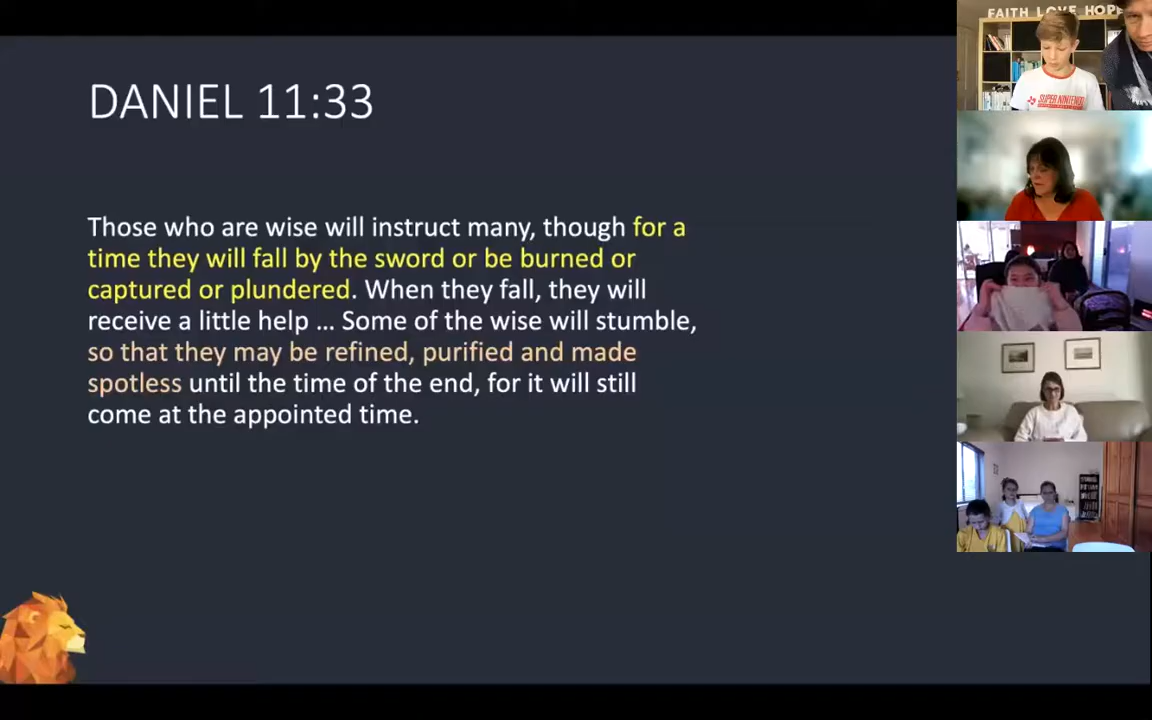 FAITH LOVE HOPE
DANIEL 11:33
SUPER NINTENDO
Those who are wise will instruct many, though for a
time they will fall by the sword or be burned or
captured or plundered. When they fall, they will
receive a little help ... Some of the wise will stumble,
so that they may be refined, purified and made
spotless until the time of the end, for it will still
come at the appointed time.